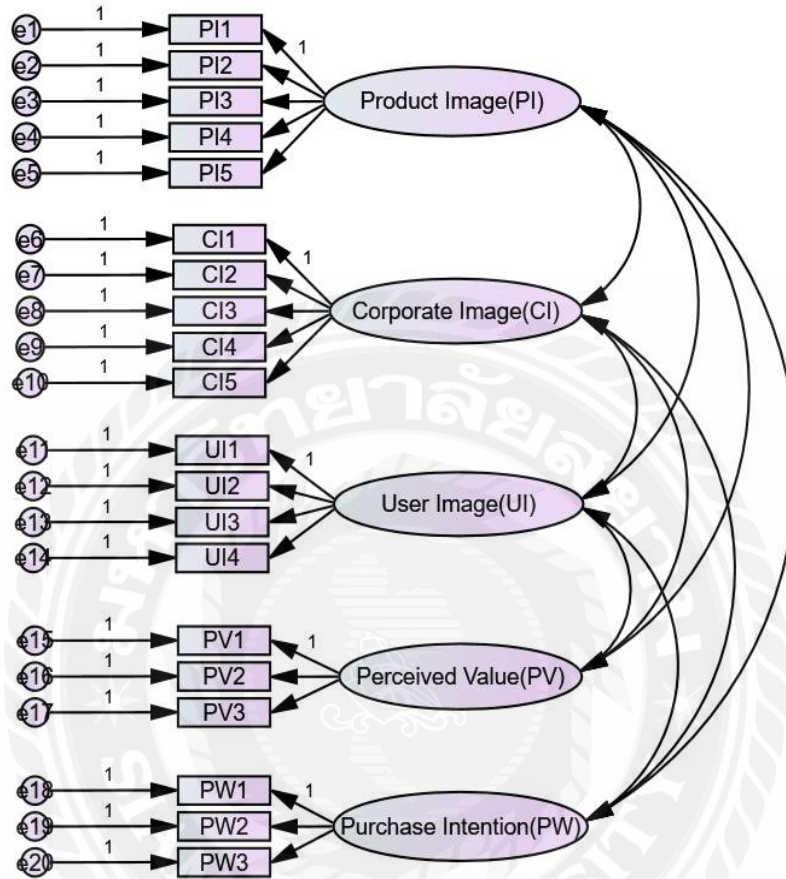 e1 1 PI1 1
e2 1 PI2
e3 1 PI3 Product Image(PI)
e4 1 PI4
e5 1 PI5
e6 1 CI1 1
e7 1 CI2
e8 1 CI3 Corporate Image(CI)
e9 1 CI4
e10 1 CI5
e11 1 UI1 1
e12 1 UI2
User Image(UI)
e13 1 UI3
e14 1 UI4
e15 1 PV1 1
e16 1 PV2 Perceived Value(PV)
e17 1 PV3
e18 1 PW1 1
e19 1 PW2 Purchase Intention(PW)
e20 1 PW3